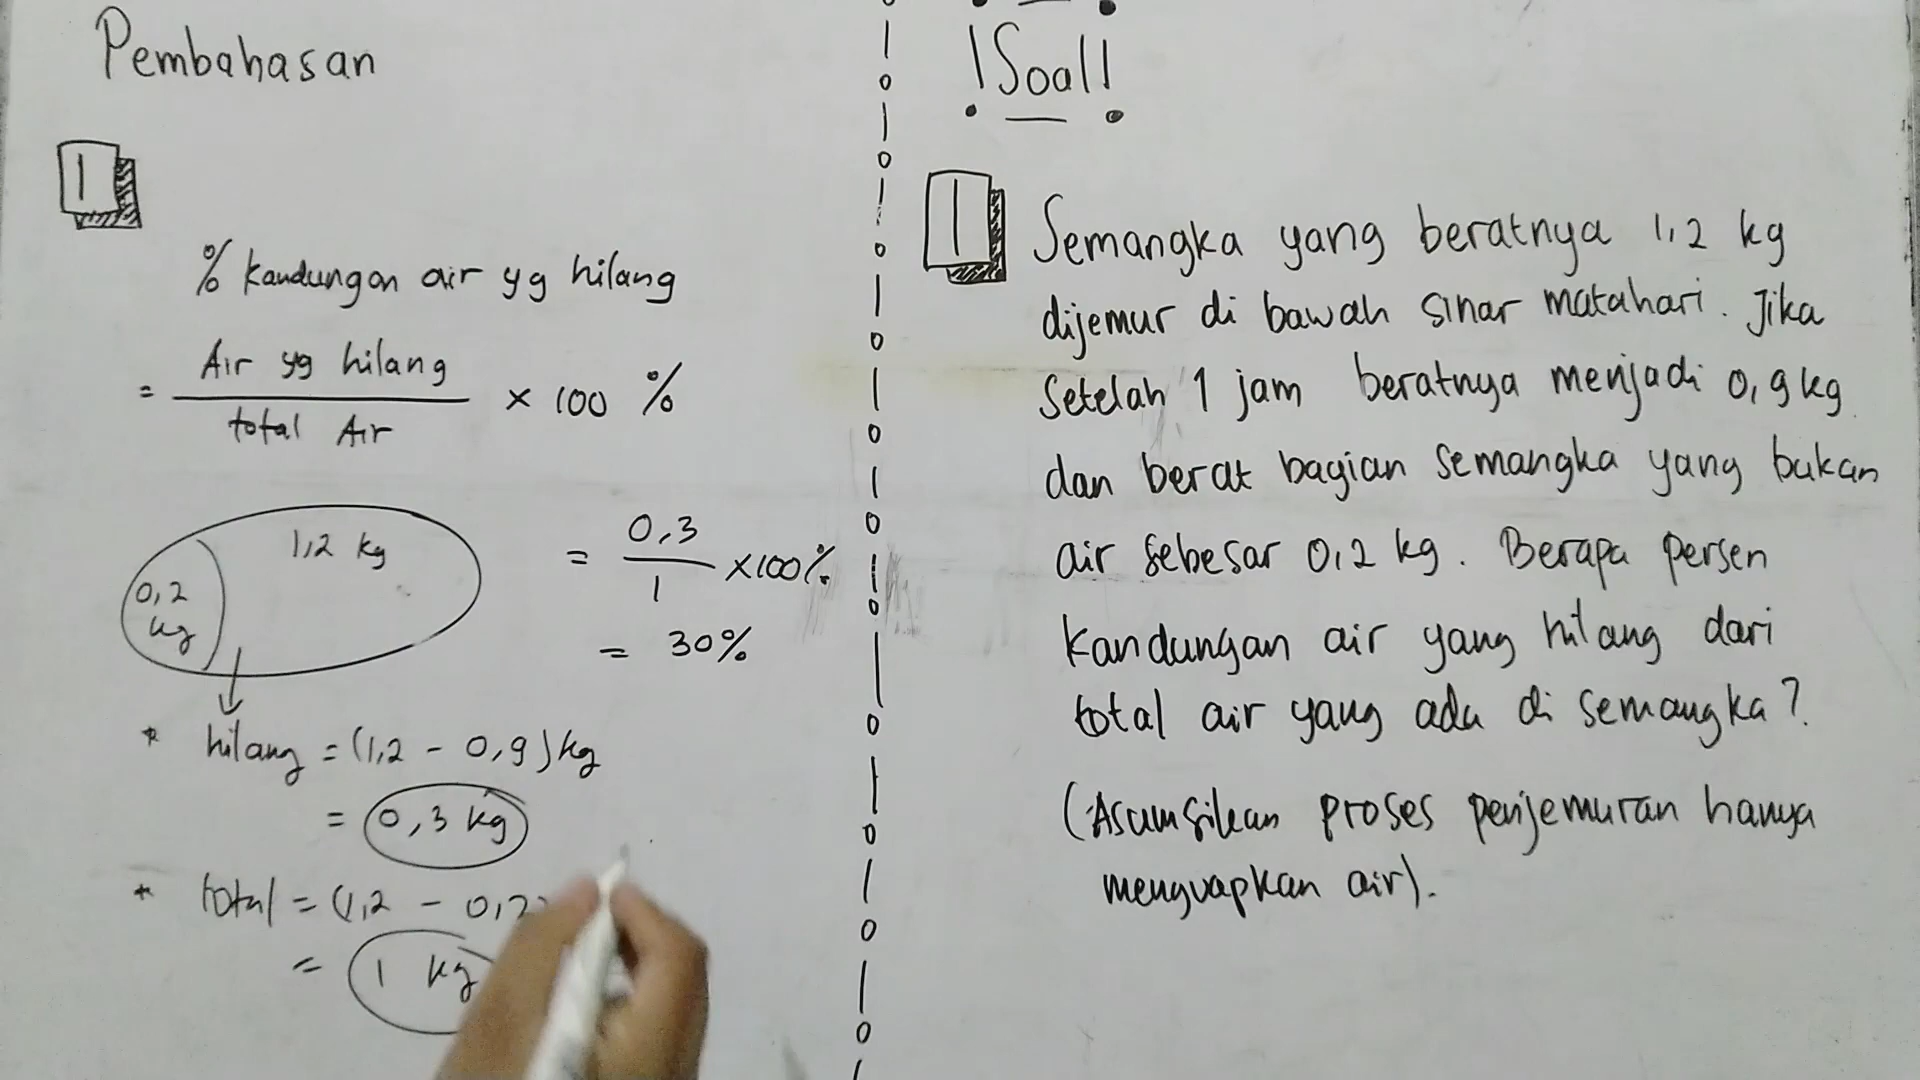 Pembahasan
1
% kandungan air yg hilang
= Air yg hilang / total Air × 100 %
1,2 kg
0,2
kg
= 0,3 / 1 ×100%
= 30%
* hilang = (1,2 - 0,9) kg
= 0,3 kg
* total = (1,2 - 0,2)
= 1 kg
!Soal!
1
Semangka yang beratnya 1,2 kg
dijemur di bawah sinar matahari. Jika
setelah 1 jam beratnya menjadi 0,9 kg
dan berat bagian semangka yang bukan
air sebesar 0,2 kg. Berapa persen
kandungan air yang hilang dari
total air yang ada di semangka?
(Asumsikan proses penjemuran hanya
menguapkan air).